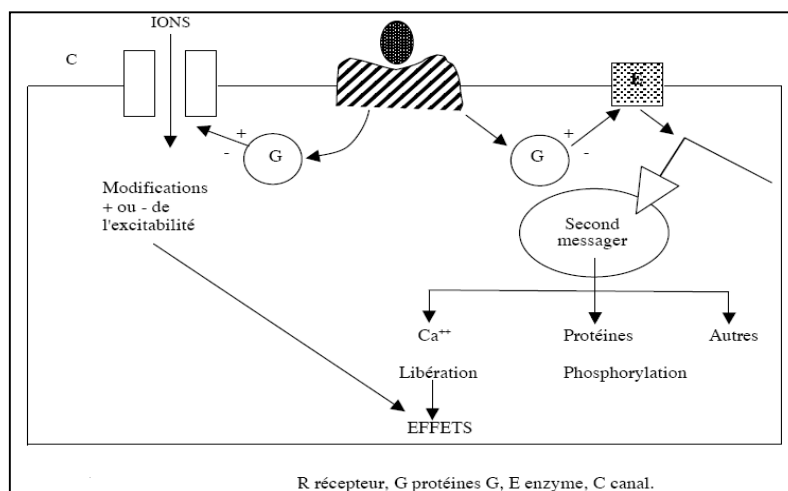 IONS
C
E
+
-
G
G
+
-
Modifications
+ ou - de
l'excitabilité
Second
messager
Ca++
Protéines
Autres
Libération
Phosphorylation
EFFETS
R récepteur, G protéines G, E enzyme, C canal.